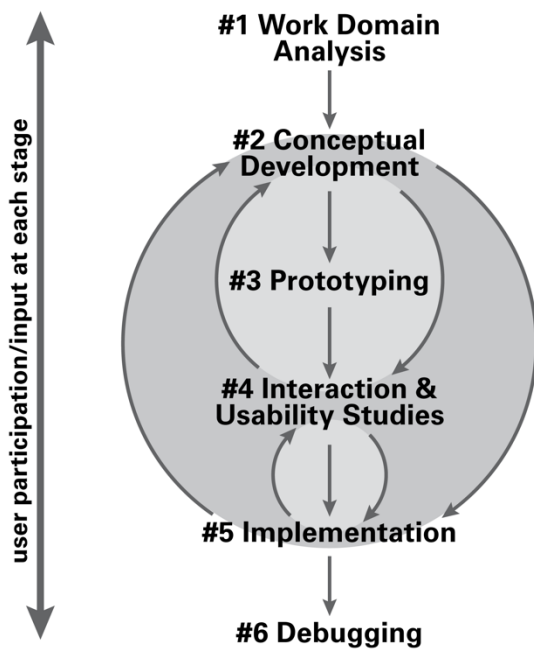 #1 Work Domain
Analysis
#2 Conceptual
Development
#3 Prototyping
#4 Interaction &
Usability Studies
#5 Implementation
#6 Debugging
user participation/input at each stage